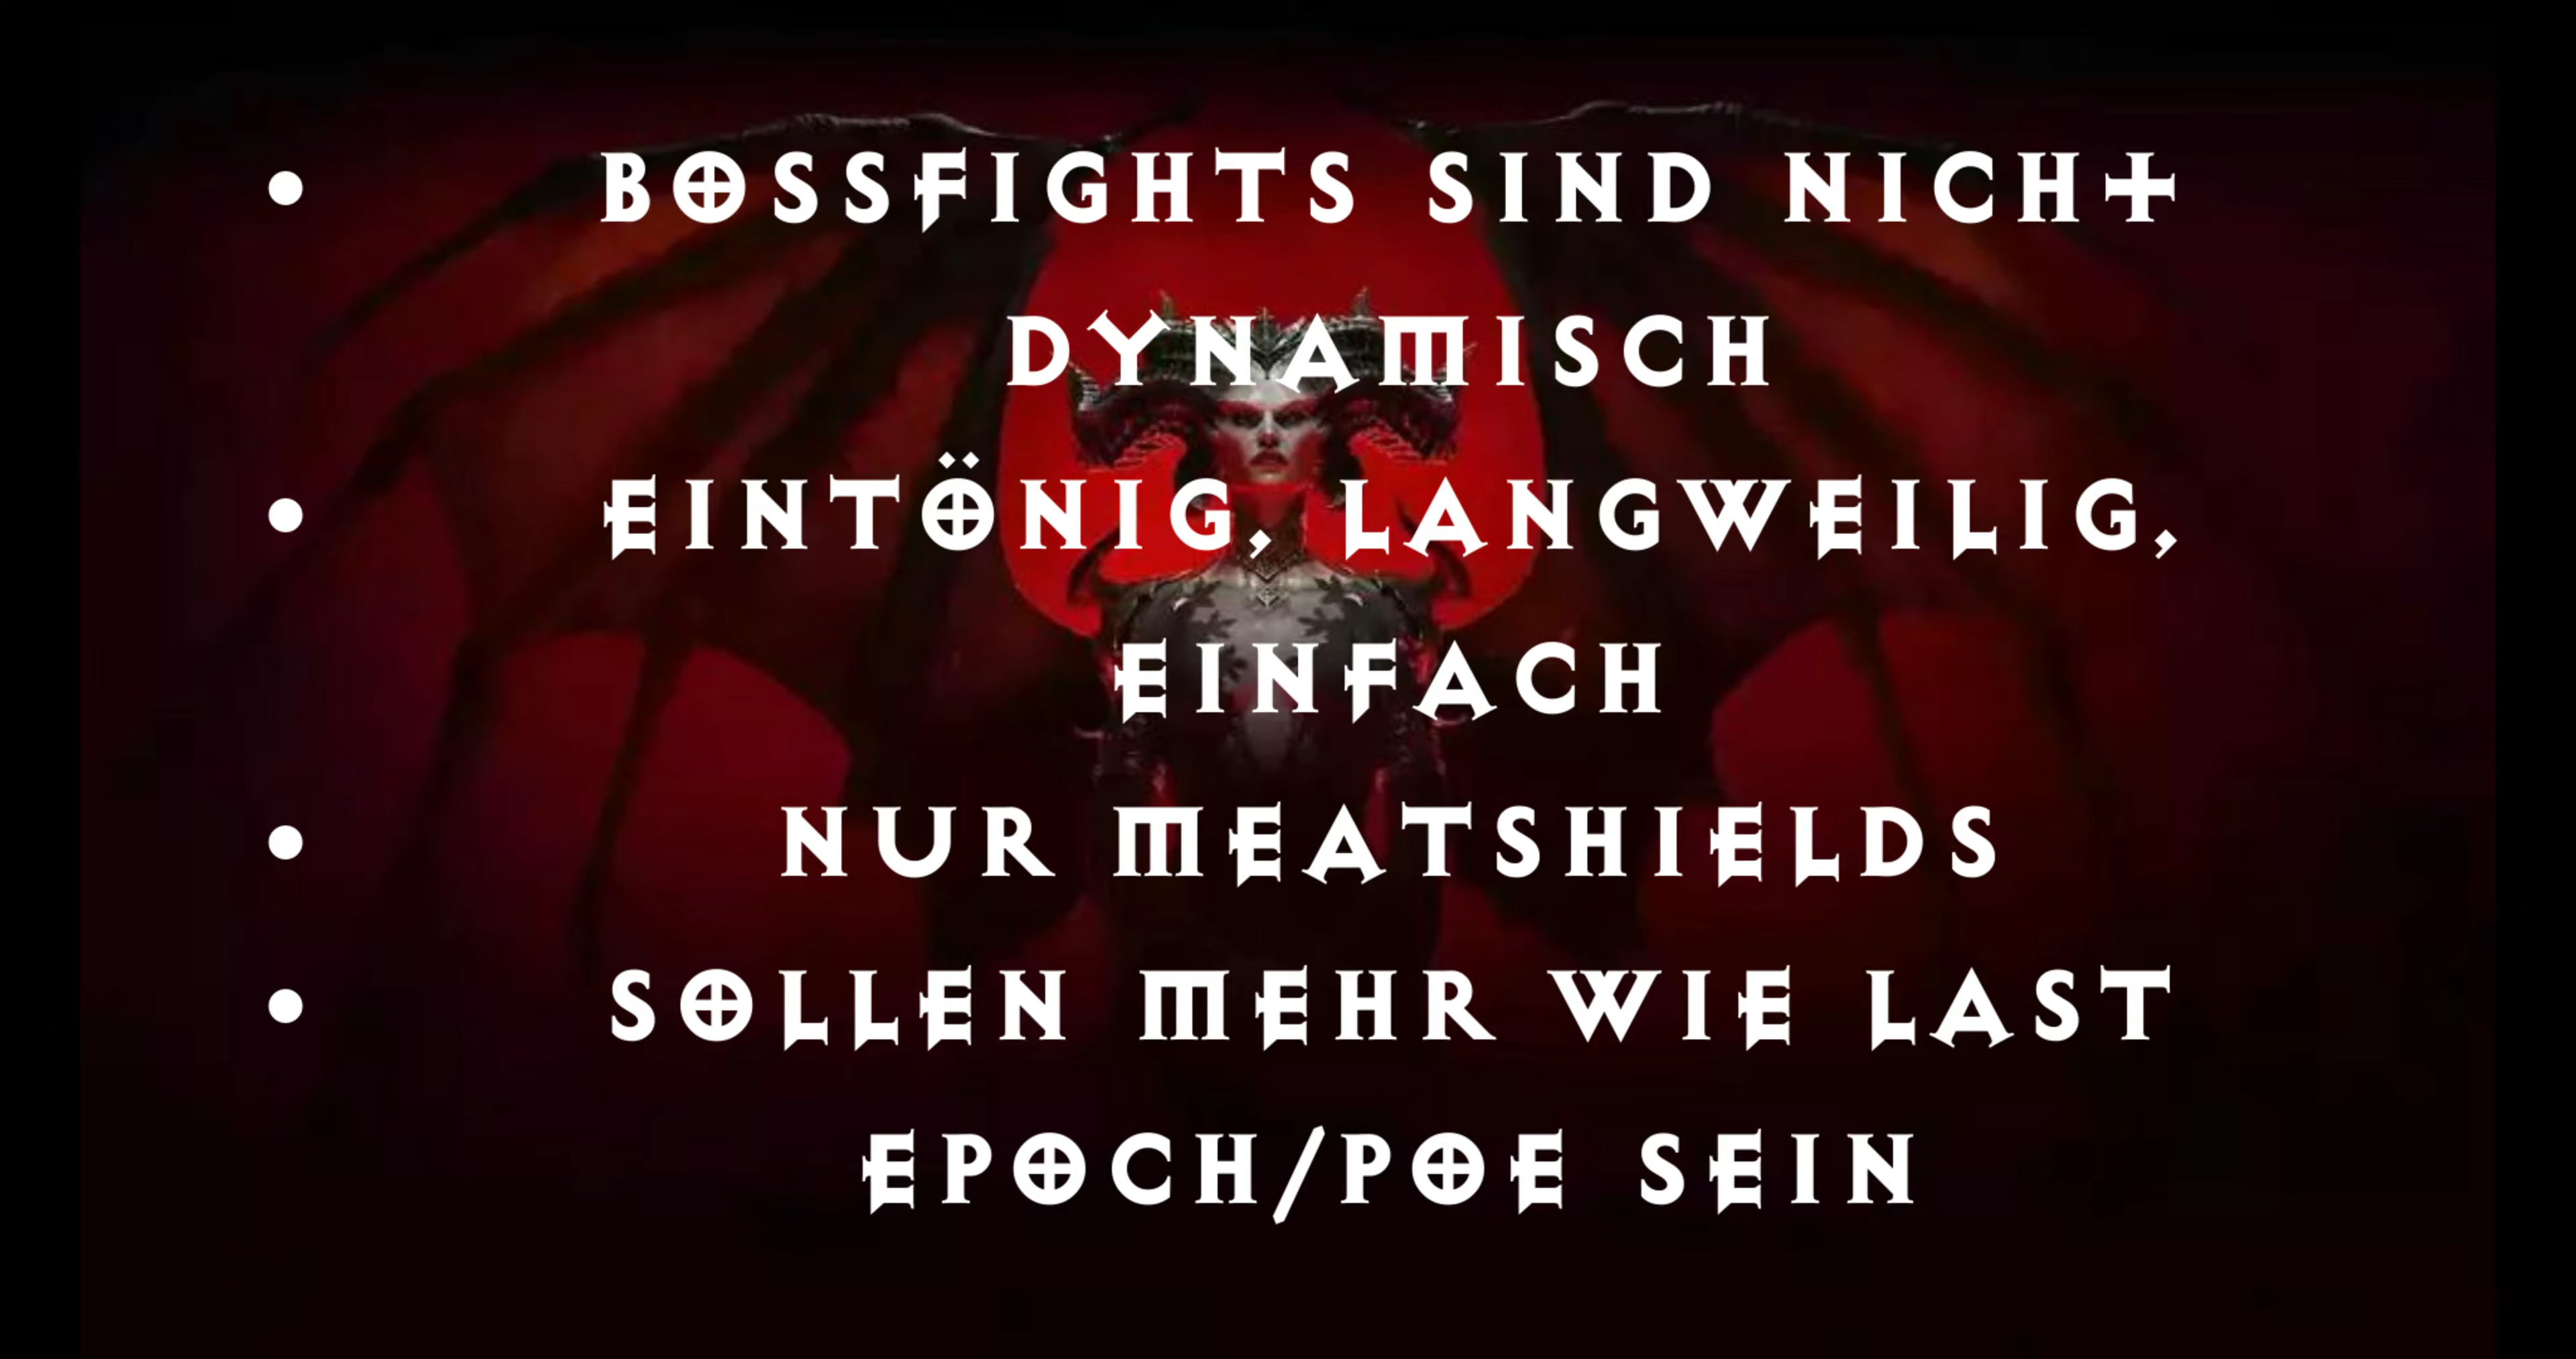 • BOSSFIGHTS SIND NICHT
DYNAMISCH
• EINTÖNIG, LANGWEILIG,
EINFACH
• NUR MEATSHIELDS
• SOLLEN MEHR WIE LAST
EPOCH/POE SEIN